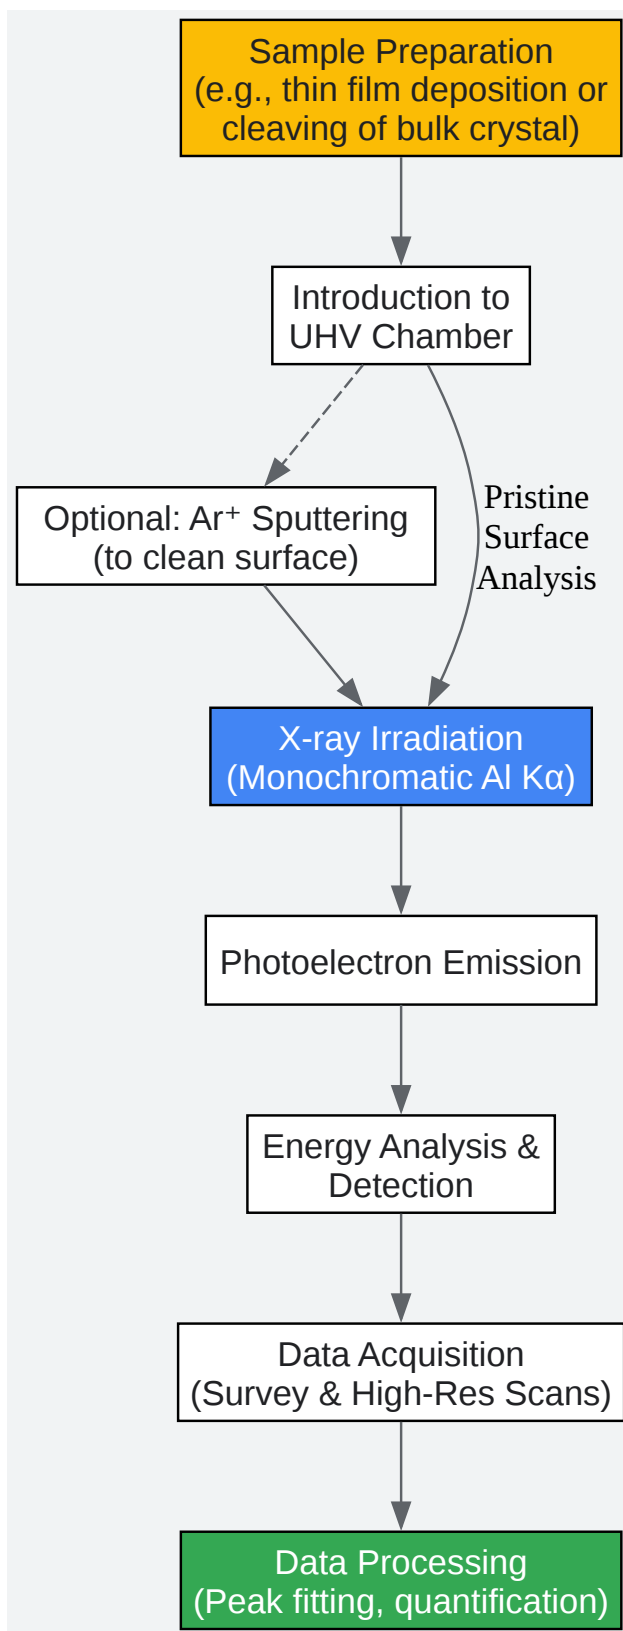 Sample Preparation
(e.g., thin film deposition or
cleaving of bulk crystal)
Introduction to
UHV Chamber
Optional: Ar⁺ Sputtering
(to clean surface)
Pristine
Surface
Analysis
X-ray Irradiation
(Monochromatic Al Kα)
Photoelectron Emission
Energy Analysis &
Detection
Data Acquisition
(Survey & High-Res Scans)
Data Processing
(Peak fitting, quantification)